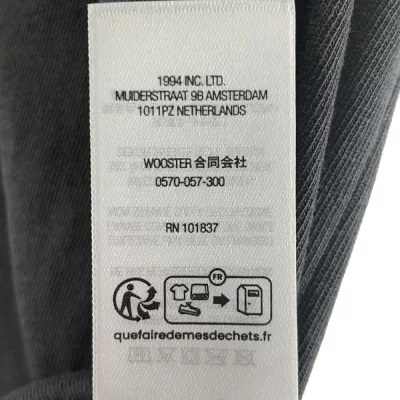 1994 INC. LTD.
MUIDERSTRAAT 9B AMSTERDAM
1011PZ NETHERLANDS
WOOSTER 合同会社
0570-057-300
RN 101837
FR
quefairedemesdechets.fr